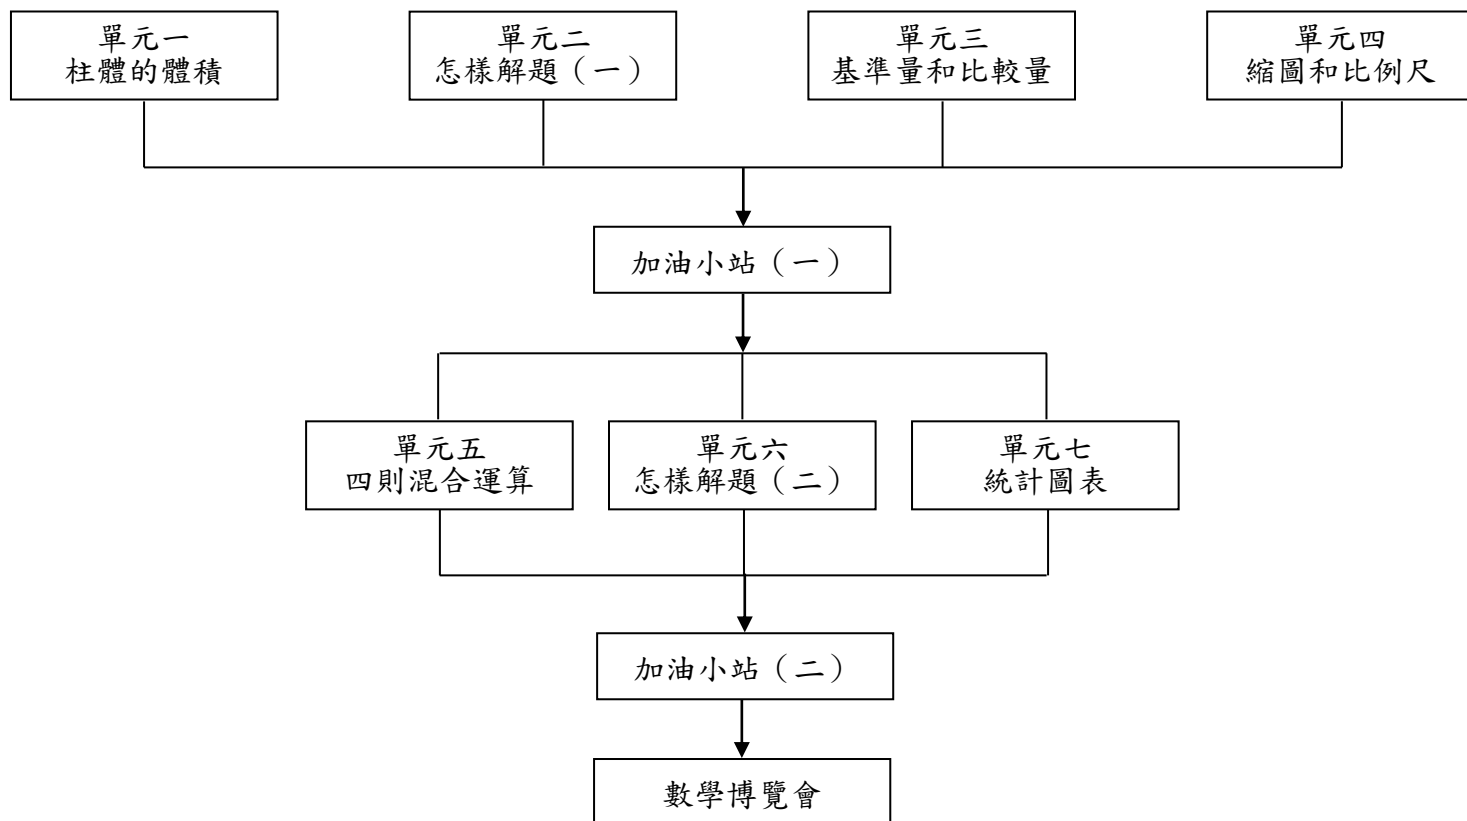 單元一
柱體的體積
單元二
怎樣解題（一）
單元三
基準量和比較量
單元四
縮圖和比例尺
加油小站（一）
單元五
四則混合運算
單元六
怎樣解題（二）
單元七
統計圖表
加油小站（二）
數學博覽會